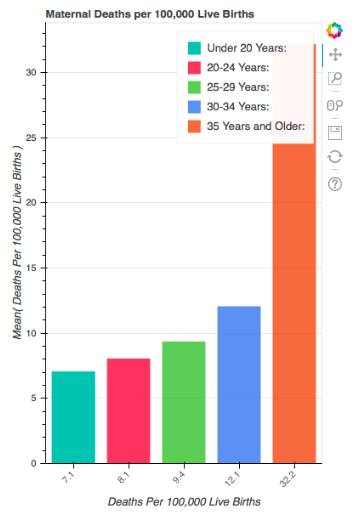 Maternal Deaths per 100,000 Live Births
Under 20 Years:
20-24 Years:
25-29 Years:
30-34 Years:
35 Years and Older:
30
25
20
15
10
5
0
Mean( Deaths Per 100,000 Live Births )
7.1
8.1
9.4
12.1
32.2
Deaths Per 100,000 Live Births